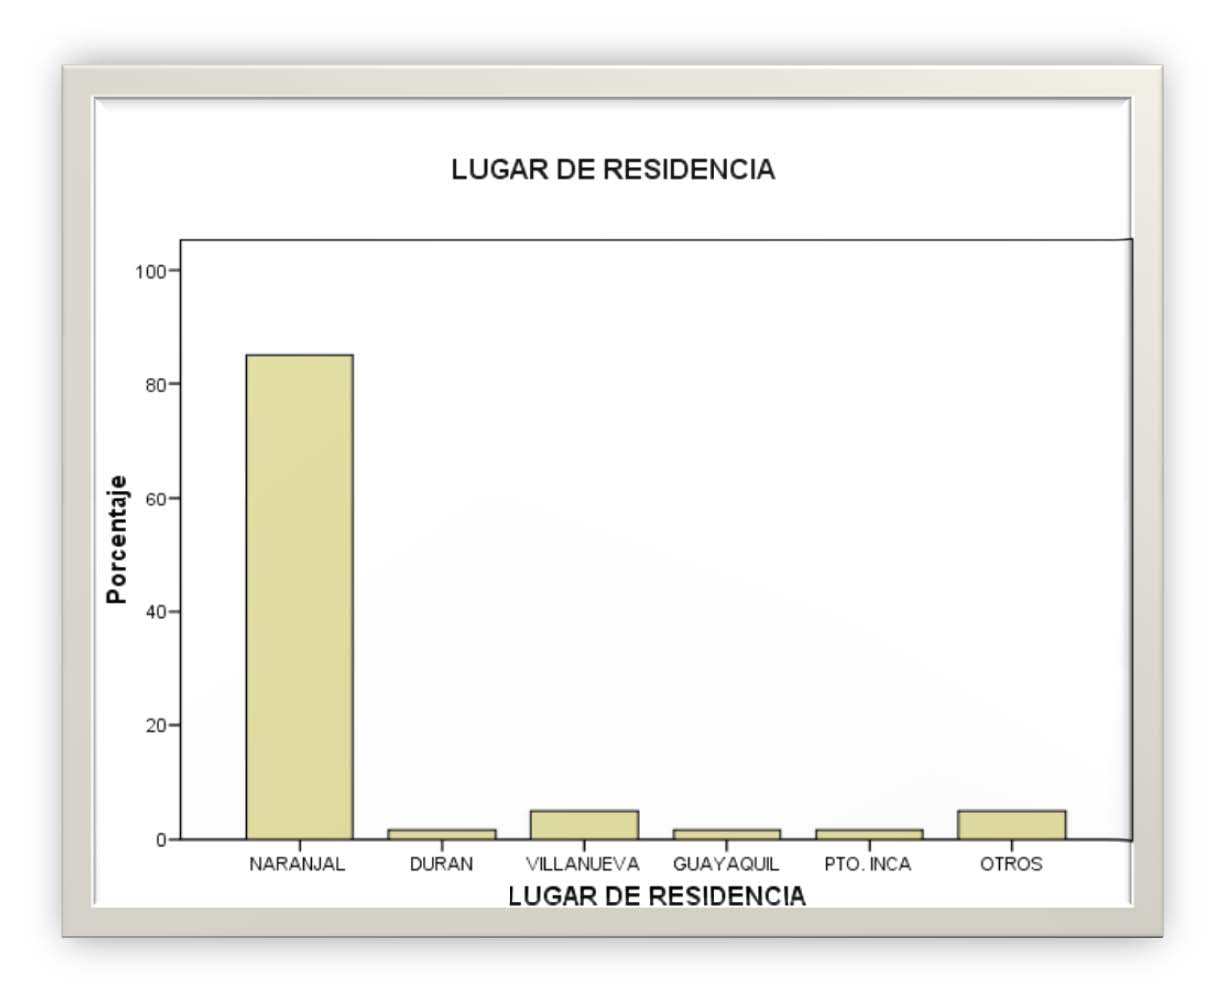 LUGAR DE RESIDENCIA
100
80
60
40
20
0
Porcentaje
NARANJAL DURAN VILLANUEVA GUAYAQUIL PTO. INCA OTROS
LUGAR DE RESIDENCIA